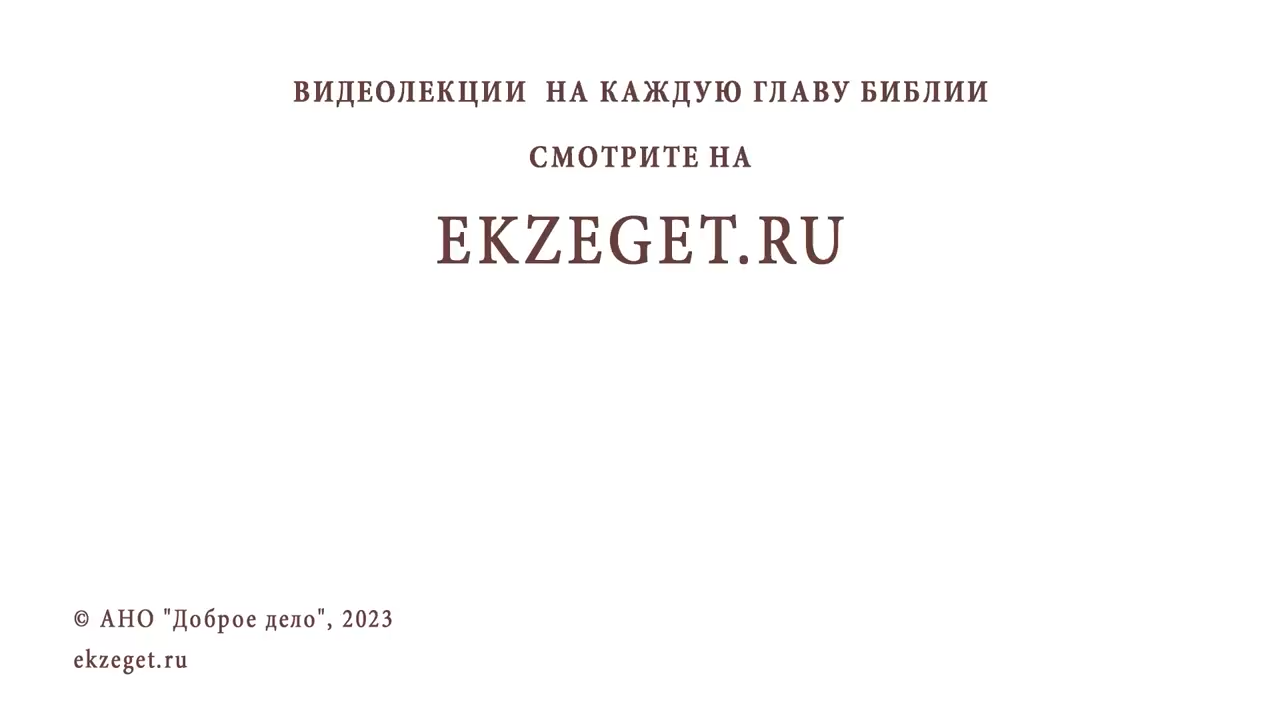 ВИДЕОЛЕКЦИИ НА КАЖДУЮ ГЛАВУ БИБЛИИ
СМОТРИТЕ НА
EKZEGET.RU
© АНО "Доброе дело", 2023
ekzeget.ru